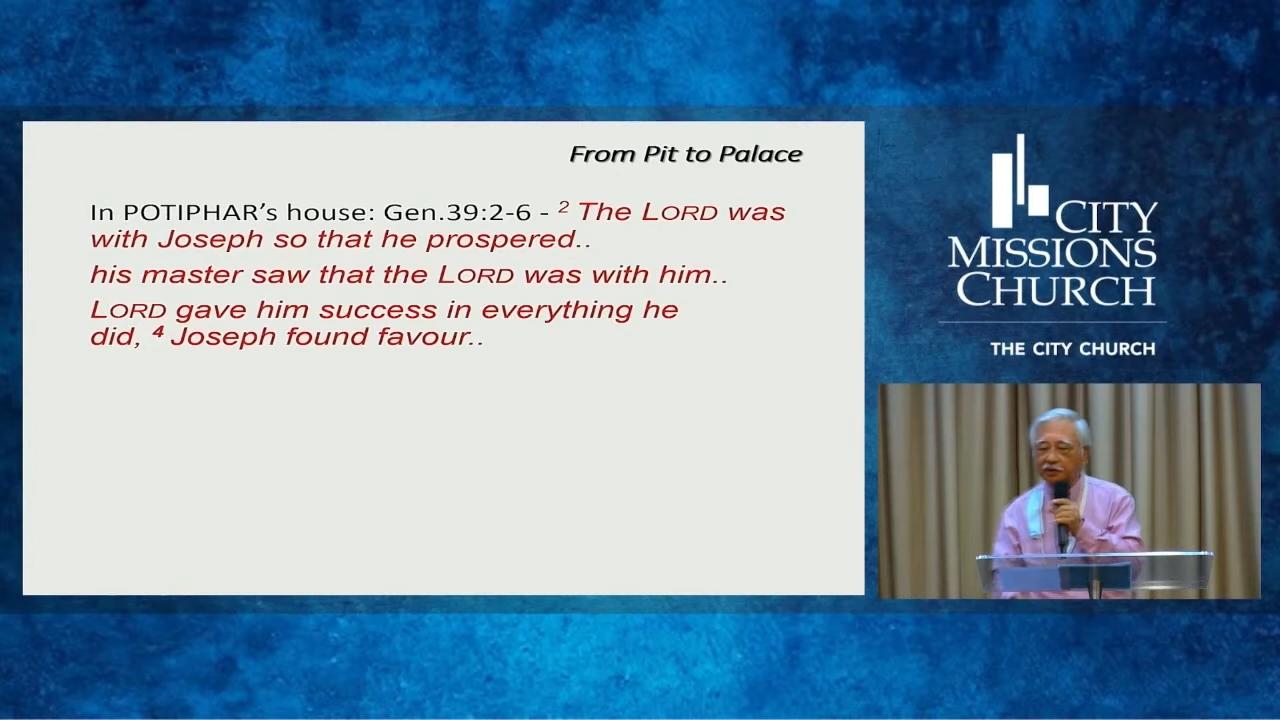 From Pit to Palace
In POTIPHAR’s house: Gen.39:2-6 - ² The LORD was
with Joseph so that he prospered..
his master saw that the LORD was with him..
LORD gave him success in everything he
did, ⁴ Joseph found favour..
CITY
MISSIONS
CHURCH
THE CITY CHURCH